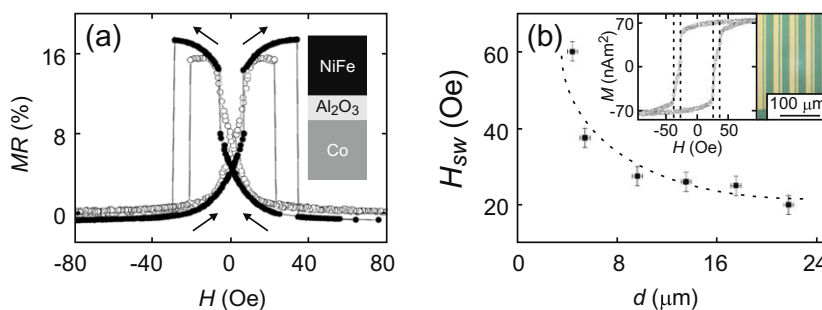 (a)
MR (%)
16
8
0
-80
-40
0
40
80
H (Oe)
NiFe
Al₂O₃
Co
(b)
H_sw (Oe)
60
40
20
0
8
16
24
d (μm)
M (nAm²)
70
0
-70
-50
0
50
H (Oe)
100 μm